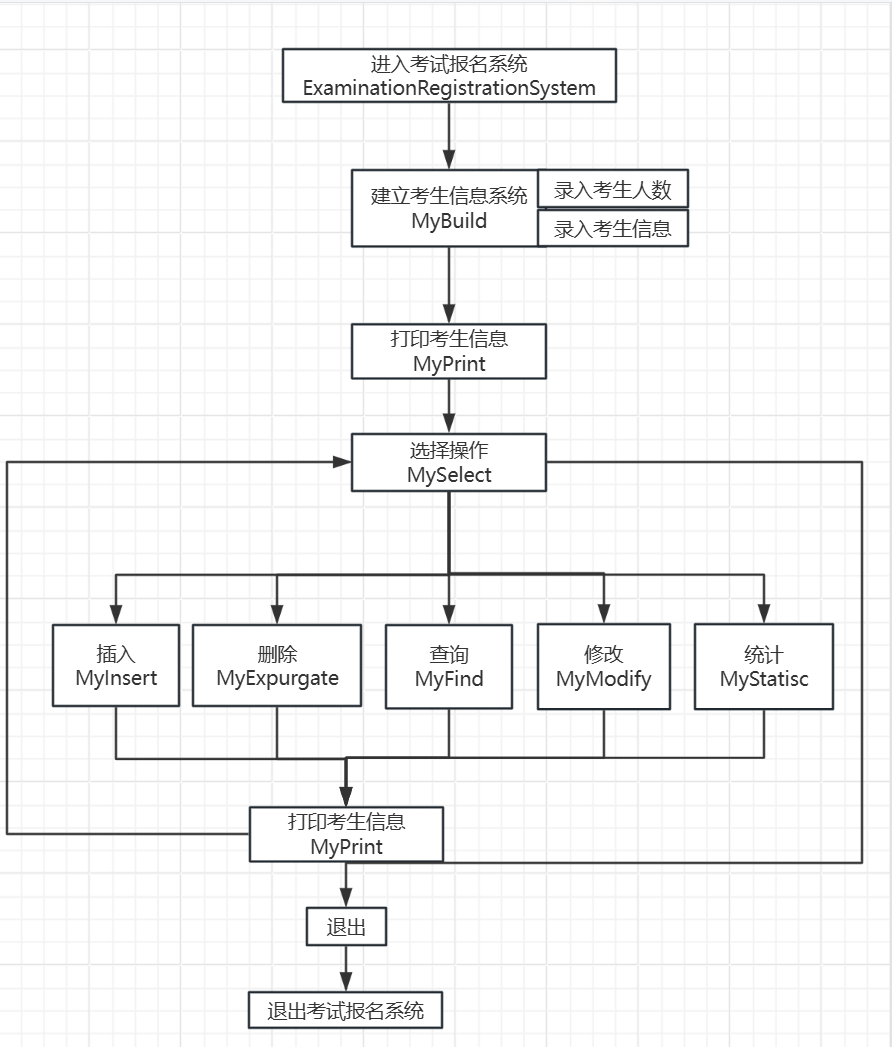 进入考试报名系统
ExaminationRegistrationSystem
建立考生信息系统
MyBuild
录入考生人数
录入考生信息
打印考生信息
MyPrint
选择操作
MySelect
插入
MyInsert
删除
MyExpurgate
查询
MyFind
修改
MyModify
统计
MyStatisc
打印考生信息
MyPrint
退出
退出考试报名系统